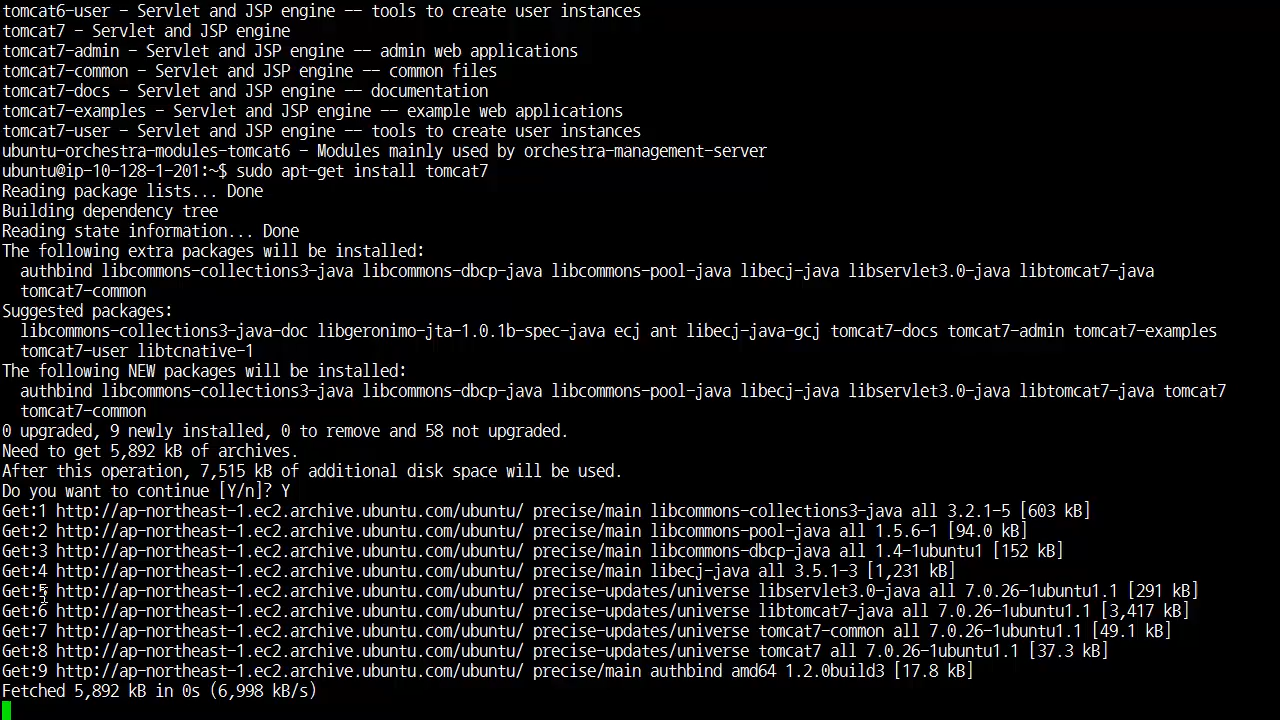 tomcat6-user - Servlet and JSP engine -- tools to create user instances
tomcat7 - Servlet and JSP engine
tomcat7-admin - Servlet and JSP engine -- admin web applications
tomcat7-common - Servlet and JSP engine -- common files
tomcat7-docs - Servlet and JSP engine -- documentation
tomcat7-examples - Servlet and JSP engine -- example web applications
tomcat7-user - Servlet and JSP engine -- tools to create user instances
ubuntu-orchestra-modules-tomcat6 - Modules mainly used by orchestra-management-server
ubuntu@ip-10-128-1-201:~$ sudo apt-get install tomcat7
Reading package lists... Done
Building dependency tree
Reading state information... Done
The following extra packages will be installed:
  authbind libcommons-collections3-java libcommons-dbcp-java libcommons-pool-java libecj-java libservlet3.0-java libtomcat7-java
  tomcat7-common
Suggested packages:
  libcommons-collections3-java-doc libgeronimo-jta-1.0.1b-spec-java ecj ant libecj-java-gcj tomcat7-docs tomcat7-admin tomcat7-examples
  tomcat7-user libtcnative-1
The following NEW packages will be installed:
  authbind libcommons-collections3-java libcommons-dbcp-java libcommons-pool-java libecj-java libservlet3.0-java libtomcat7-java tomcat7
  tomcat7-common
0 upgraded, 9 newly installed, 0 to remove and 58 not upgraded.
Need to get 5,892 kB of archives.
After this operation, 7,515 kB of additional disk space will be used.
Do you want to continue [Y/n]? Y
Get:1 http://ap-northeast-1.ec2.archive.ubuntu.com/ubuntu/ precise/main libcommons-collections3-java all 3.2.1-5 [603 kB]
Get:2 http://ap-northeast-1.ec2.archive.ubuntu.com/ubuntu/ precise/main libcommons-pool-java all 1.5.6-1 [94.0 kB]
Get:3 http://ap-northeast-1.ec2.archive.ubuntu.com/ubuntu/ precise/main libcommons-dbcp-java all 1.4-1ubuntu1 [152 kB]
Get:4 http://ap-northeast-1.ec2.archive.ubuntu.com/ubuntu/ precise/main libecj-java all 3.5.1-3 [1,231 kB]
Get:5 http://ap-northeast-1.ec2.archive.ubuntu.com/ubuntu/ precise-updates/universe libservlet3.0-java all 7.0.26-1ubuntu1.1 [291 kB]
Get:6 http://ap-northeast-1.ec2.archive.ubuntu.com/ubuntu/ precise-updates/universe libtomcat7-java all 7.0.26-1ubuntu1.1 [3,417 kB]
Get:7 http://ap-northeast-1.ec2.archive.ubuntu.com/ubuntu/ precise-updates/universe tomcat7-common all 7.0.26-1ubuntu1.1 [49.1 kB]
Get:8 http://ap-northeast-1.ec2.archive.ubuntu.com/ubuntu/ precise-updates/universe tomcat7 all 7.0.26-1ubuntu1.1 [37.3 kB]
Get:9 http://ap-northeast-1.ec2.archive.ubuntu.com/ubuntu/ precise/main authbind amd64 1.2.0build3 [17.8 kB]
Fetched 5,892 kB in 0s (6,998 kB/s)